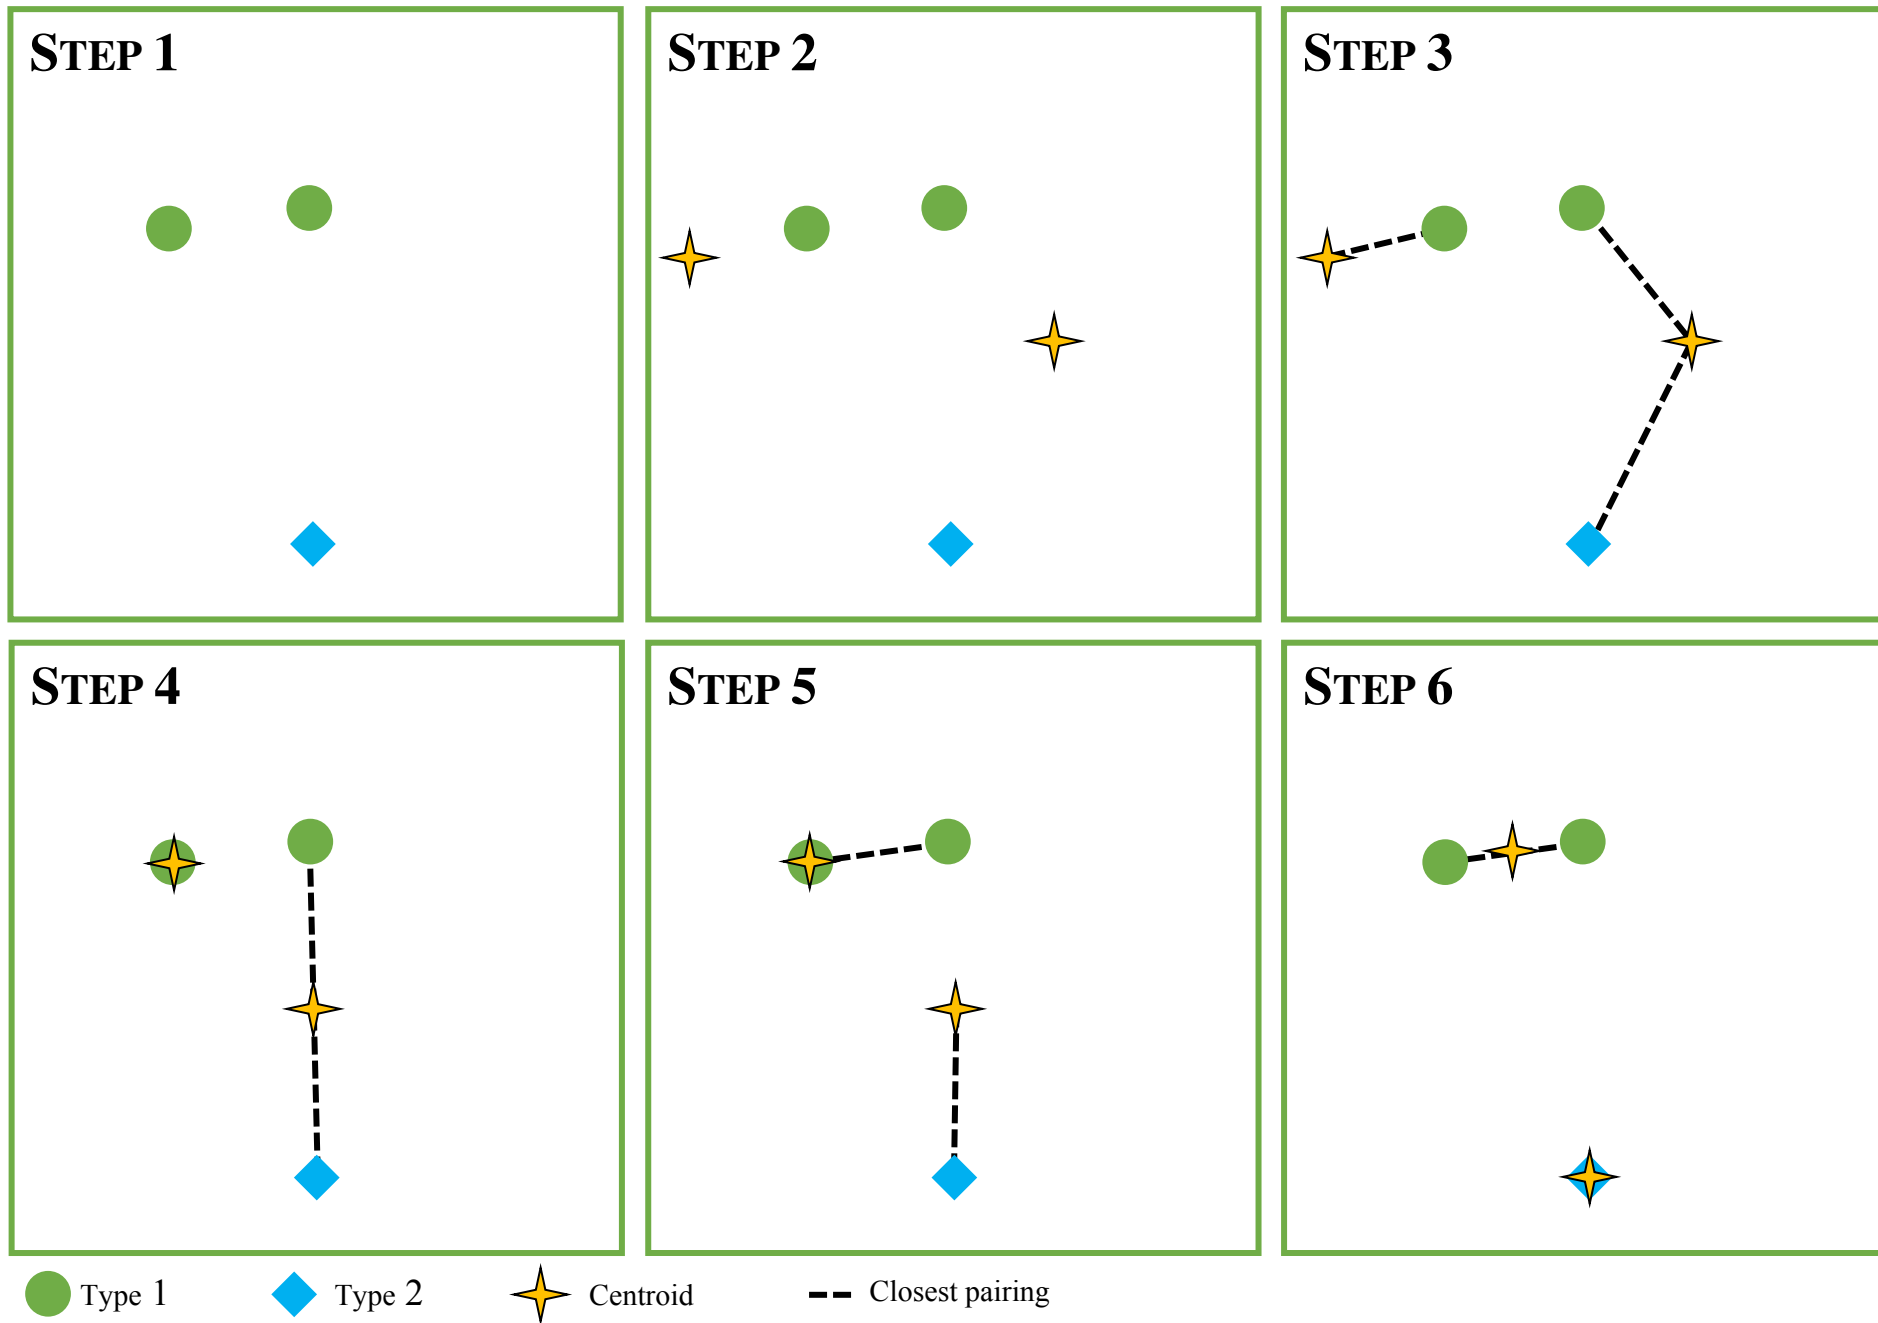 STEP 1
STEP 2
STEP 3
STEP 4
STEP 5
STEP 6
Type 1
Type 2
Centroid
Closest pairing